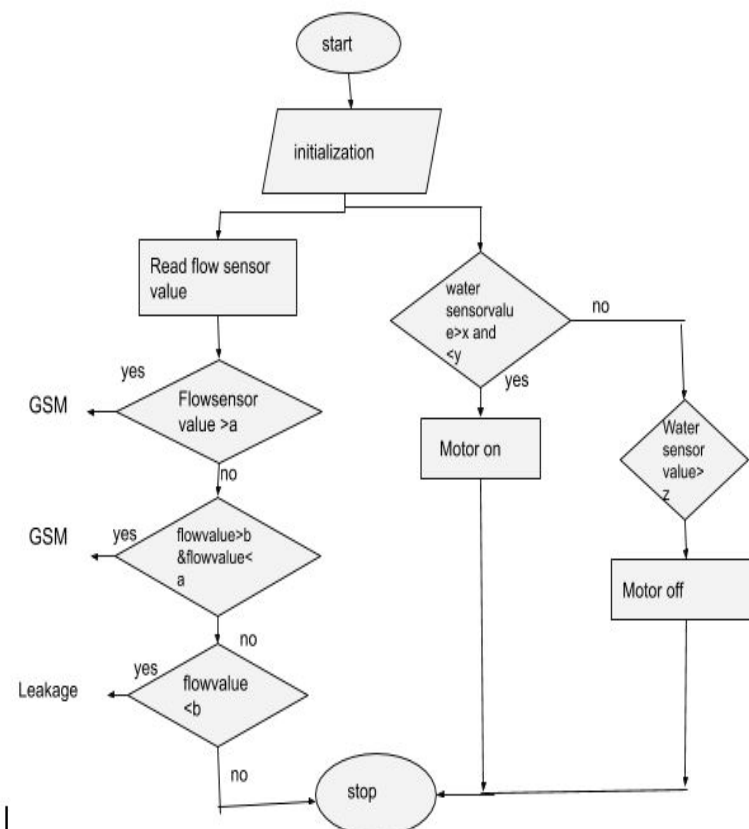 start
initialization
Read flow sensor
value
water
sensorvalu
e>x and
<y
no
yes
yes
Flowsensor
value >a
GSM
no
Motor on
Water
sensor
value>
z
GSM
yes
flowvalue>b
&flowvalue<
a
Motor off
no
yes
Leakage
flowvalue
<b
no
stop